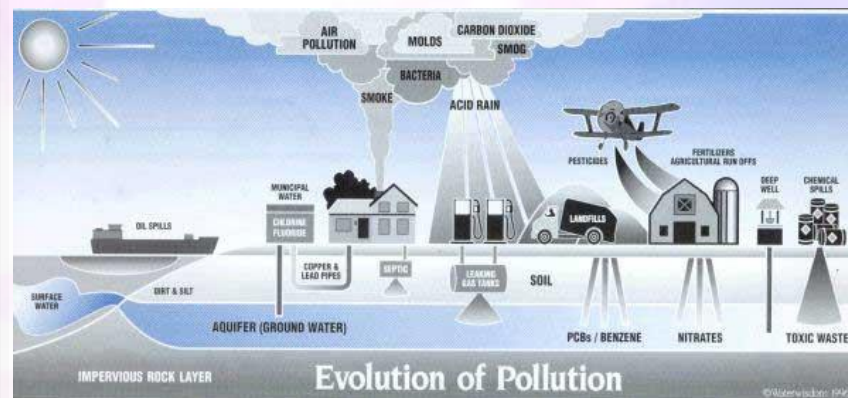 AIR
POLLUTION
MOLDS
CARBON DIOXIDE
SMOG
BACTERIA
SMOKE
ACID RAIN
PESTICIDES
FERTILIZERS
AGRICULTURAL RUN OFFS
MUNICIPAL
WATER
CHLORINE
FLUORIDE
DEEP
WELL
CHEMICAL
SPILLS
OIL SPILLS
LANDFILLS
COPPER &
LEAD PIPES
SEPTIC
LEAKING
GAS TANKS
SOIL
SURFACE
WATER
DIRT & SILT
AQUIFER (GROUND WATER)
PCBs / BENZENE
NITRATES
TOXIC WASTE
IMPERVIOUS ROCK LAYER
Evolution of Pollution